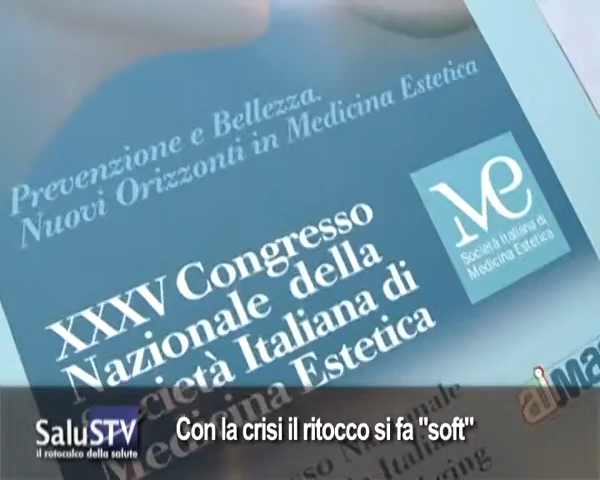 Prevenzione e Bellezza.
Nuovi Orizzonti in Medicina Estetica
Società Italiana di
Medicina Estetica
XXXV Congresso
Nazionale della
Società Italiana di
Medicina Estetica
Nazionale
SaluSTV
il rotocalco della salute
Con la crisi il ritocco si fa "soft"